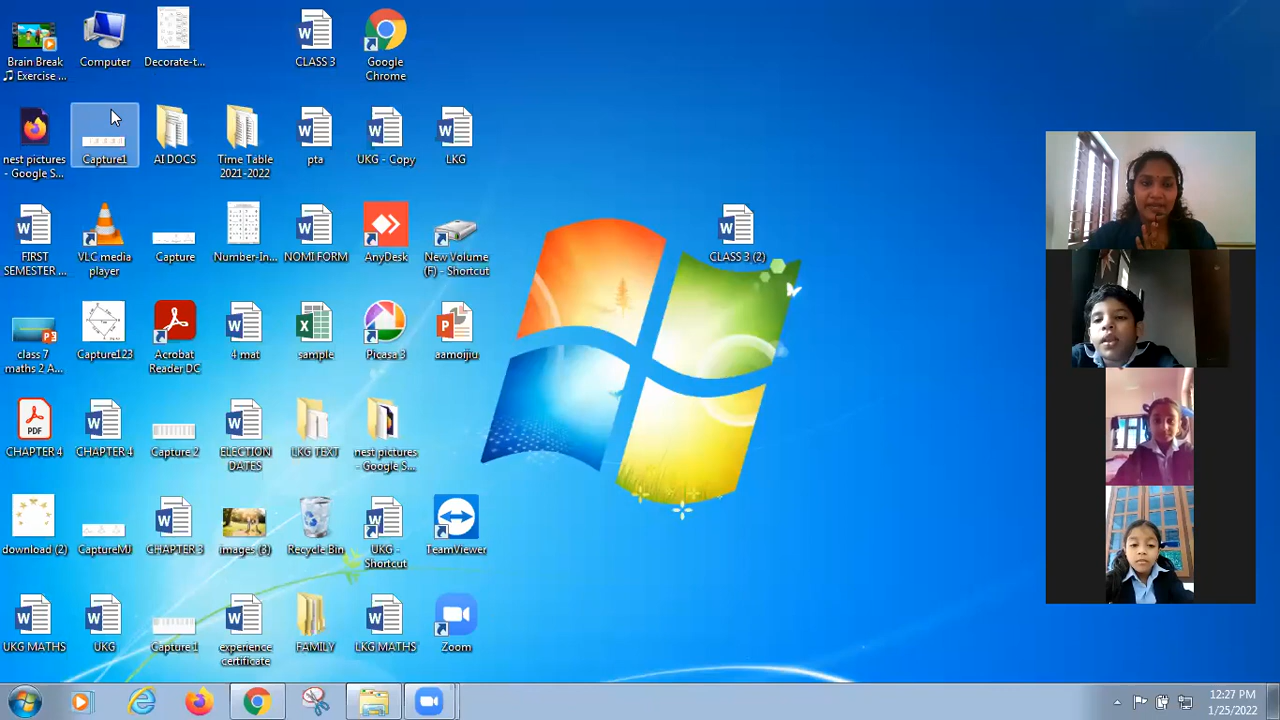 Brain Break
♫ Exercise ...
Computer
Decorate-t...
CLASS 3
Google
Chrome
nest pictures
- Google S...
Capture1
AI DOCS
Time Table
2021-2022
pta
UKG - Copy
LKG
FIRST
SEMESTER ...
VLC media
player
Capture
Number-In...
NOMI FORM
AnyDesk
New Volume
(F) - Shortcut
CLASS 3 (2)
class 7
maths 2 A...
Capture123
Acrobat
Reader DC
4 mat
sample
Picasa 3
aamoijiu
PDF
CHAPTER 4
CHAPTER 4
Capture 2
ELECTION
DATES
LKG TEXT
nest pictures
- Google S...
download (2)
CaptureMJ
CHAPTER 3
images (3)
Recycle Bin
UKG -
Shortcut
TeamViewer
UKG MATHS
UKG
Capture 1
experience
certificate
FAMILY
LKG MATHS
Zoom
12:27 PM
1/25/2022